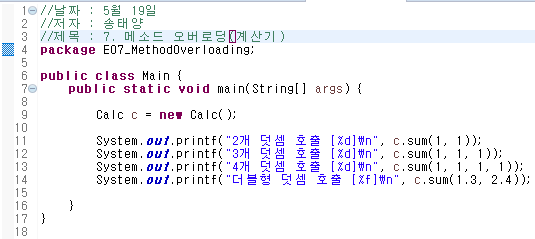 1 //날짜 : 5월 19일
2 //저자 : 송태양
3 //제목 : 7. 메소드 오버로딩(계산기)
4 package E07_MethodOverloading;
5
6 public class Main {
7 public static void main(String[] args) {
8
9 Calc c = new Calc();
10
11 System.out.printf("2개 덧셈 호출 [%d]₩n", c.sum(1, 1));
12 System.out.printf("3개 덧셈 호출 [%d]₩n", c.sum(1, 1, 1));
13 System.out.printf("4개 덧셈 호출 [%d]₩n", c.sum(1, 1, 1, 1));
14 System.out.printf("더블형 덧셈 호출 [%f]₩n", c.sum(1.3, 2.4));
15
16 }
17 }
18